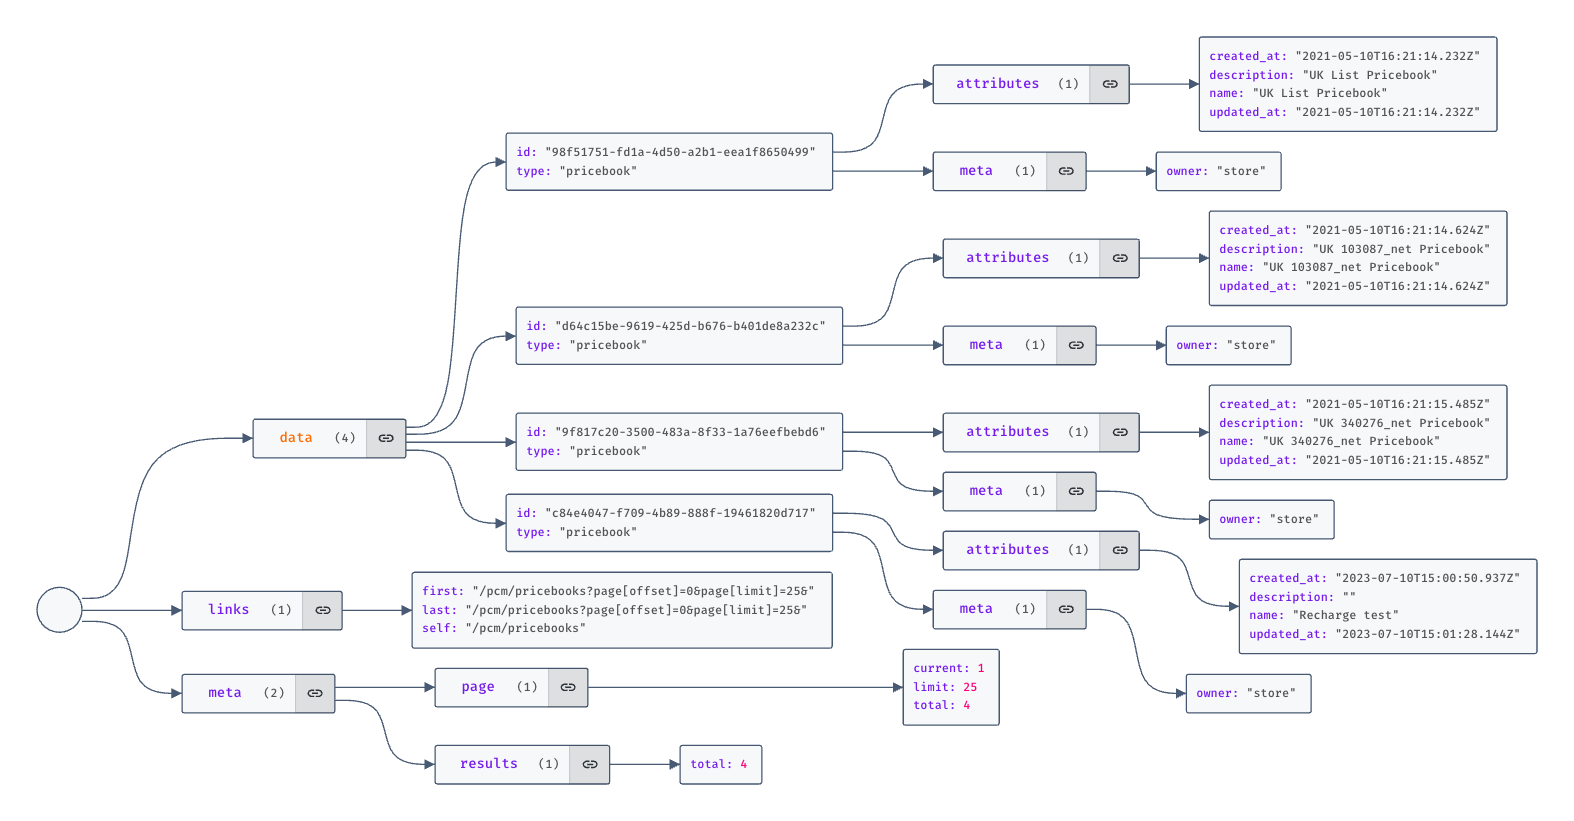 attributes (1)
created_at: "2021-05-10T16:21:14.232Z"
description: "UK List Pricebook"
name: "UK List Pricebook"
updated_at: "2021-05-10T16:21:14.232Z"
id: "98f51751-fd1a-4d50-a2b1-eea1f8650499"
type: "pricebook"
meta (1)
owner: "store"
attributes (1)
created_at: "2021-05-10T16:21:14.624Z"
description: "UK 103087_net Pricebook"
name: "UK 103087_net Pricebook"
updated_at: "2021-05-10T16:21:14.624Z"
id: "d64c15be-9619-425d-b676-b401de8a232c"
type: "pricebook"
meta (1)
owner: "store"
data (4)
id: "9f817c20-3500-483a-8f33-1a76eefbebd6"
type: "pricebook"
attributes (1)
created_at: "2021-05-10T16:21:15.485Z"
description: "UK 340276_net Pricebook"
name: "UK 340276_net Pricebook"
updated_at: "2021-05-10T16:21:15.485Z"
meta (1)
owner: "store"
id: "c84e4047-f709-4b89-888f-19461820d717"
type: "pricebook"
attributes (1)
created_at: "2023-07-10T15:00:50.937Z"
description: ""
name: "Recharge test"
updated_at: "2023-07-10T15:01:28.144Z"
meta (1)
owner: "store"
links (1)
first: "/pcm/pricebooks?page[offset]=0&page[limit]=25&"
last: "/pcm/pricebooks?page[offset]=0&page[limit]=25&"
self: "/pcm/pricebooks"
meta (2)
page (1)
current: 1
limit: 25
total: 4
results (1)
total: 4